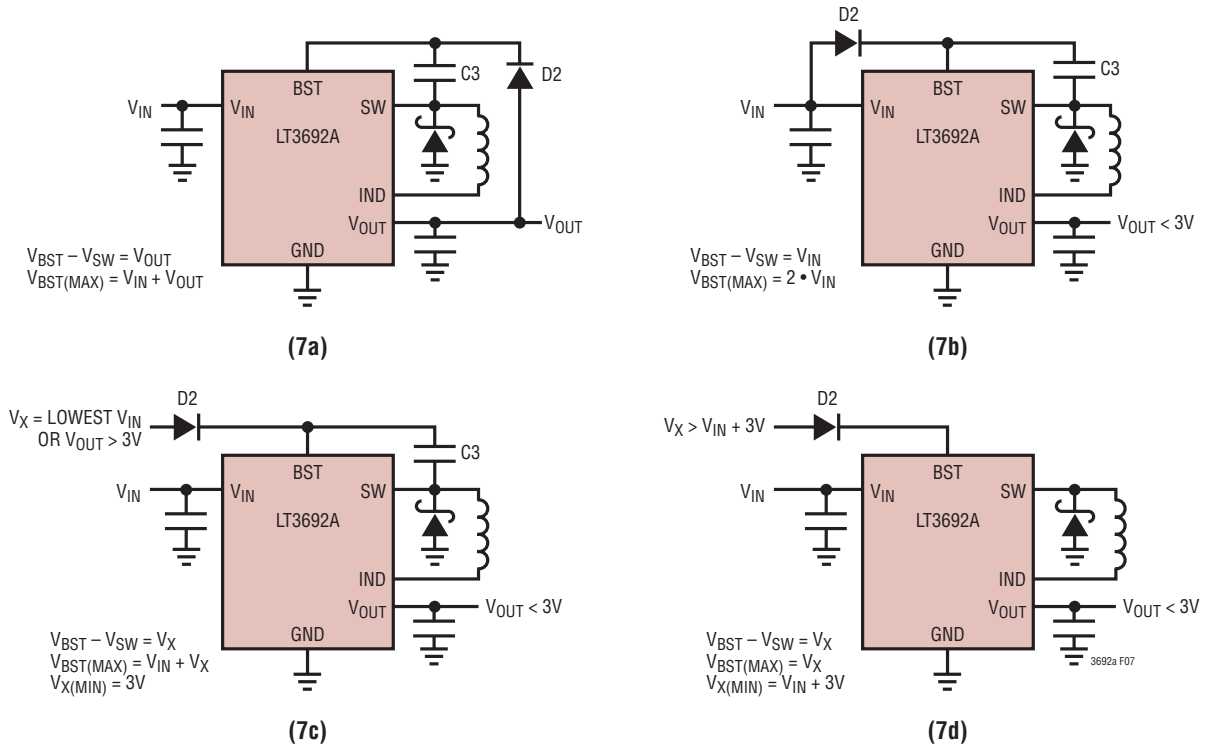 D2
C3
BST
V_IN
V_IN
SW
LT3692A
IND
V_OUT
V_OUT
GND
V_BST – V_SW = V_OUT
V_BST(MAX) = V_IN + V_OUT
(7a)
D2
C3
BST
V_IN
V_IN
SW
LT3692A
IND
V_OUT
V_OUT < 3V
GND
V_BST – V_SW = V_IN
V_BST(MAX) = 2 • V_IN
(7b)
D2
V_X = LOWEST V_IN
OR V_OUT > 3V
C3
BST
V_IN
V_IN
SW
LT3692A
IND
V_OUT
V_OUT < 3V
GND
V_BST – V_SW = V_X
V_BST(MAX) = V_IN + V_X
V_X(MIN) = 3V
(7c)
D2
V_X > V_IN + 3V
BST
V_IN
V_IN
SW
LT3692A
IND
V_OUT
V_OUT < 3V
GND
V_BST – V_SW = V_X
V_BST(MAX) = V_X
V_X(MIN) = V_IN + 3V
3692a F07
(7d)